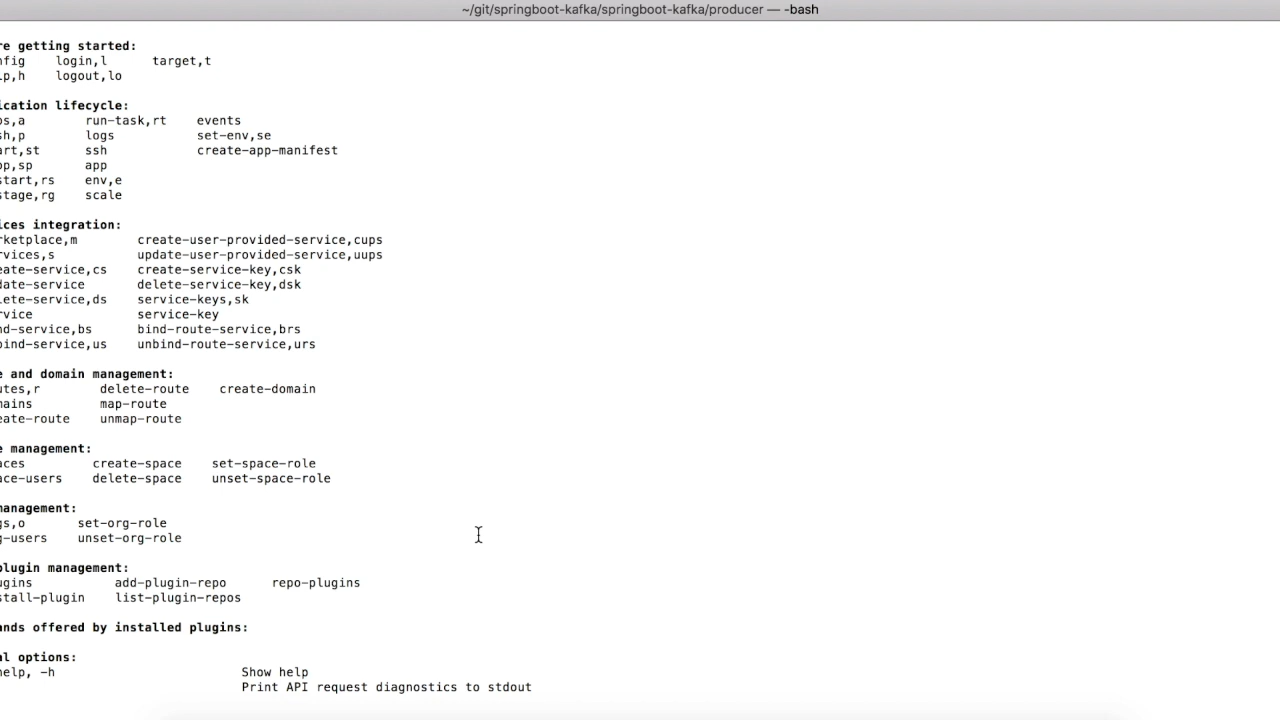 ~/git/springboot-kafka/springboot-kafka/producer — -bash
re getting started:
nfig login,l target,t
lp,h logout,lo
ication lifecycle:
ps,a run-task,rt events
sh,p logs set-env,se
art,st ssh create-app-manifest
op,sp app
start,rs env,e
stage,rg scale
ices integration:
rketplace,m create-user-provided-service,cups
rvices,s update-user-provided-service,uups
eate-service,cs create-service-key,csk
date-service delete-service-key,dsk
lete-service,ds service-keys,sk
rvice service-key
nd-service,bs bind-route-service,brs
bind-service,us unbind-route-service,urs
e and domain management:
utes,r delete-route create-domain
mains map-route
eate-route unmap-route
e management:
aces create-space set-space-role
ace-users delete-space unset-space-role
management:
gs,o set-org-role
g-users unset-org-role
plugin management:
ugins add-plugin-repo repo-plugins
stall-plugin list-plugin-repos
ands offered by installed plugins:
al options:
help, -h Show help
Print API request diagnostics to stdout